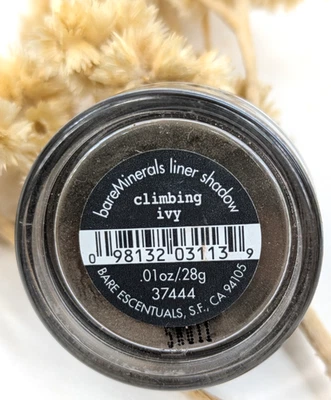 bareMinerals liner shadow
climbing
ivy
0 98132 03113 9
.01oz/.28g
37444
BARE ESCENTUALS, S.F., CA 94105